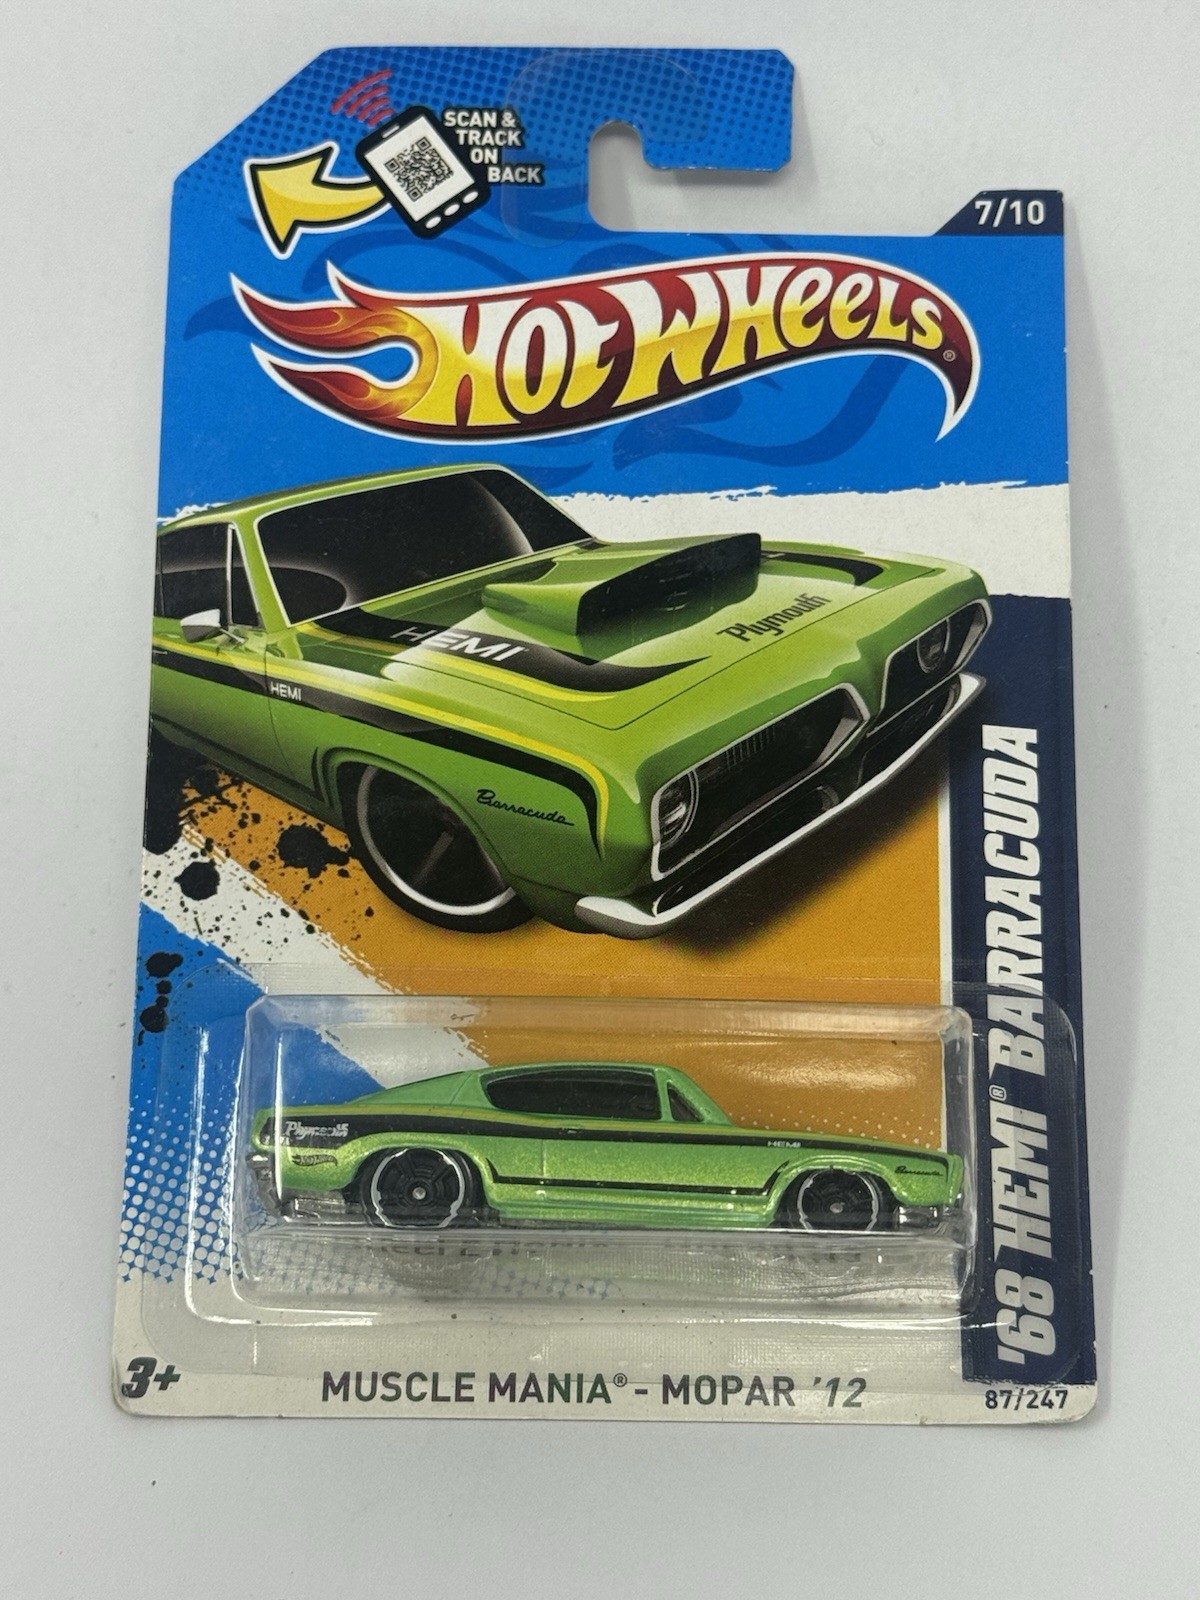 SCAN &
TRACK
ON
BACK
7/10
HOT WHEELS®
HEMI
Plymouth
HEMI
Barracuda
'68 HEMI® BARRACUDA
Plymouth
HEMI
Barracuda
3+
MUSCLE MANIA® - MOPAR '12
87/247